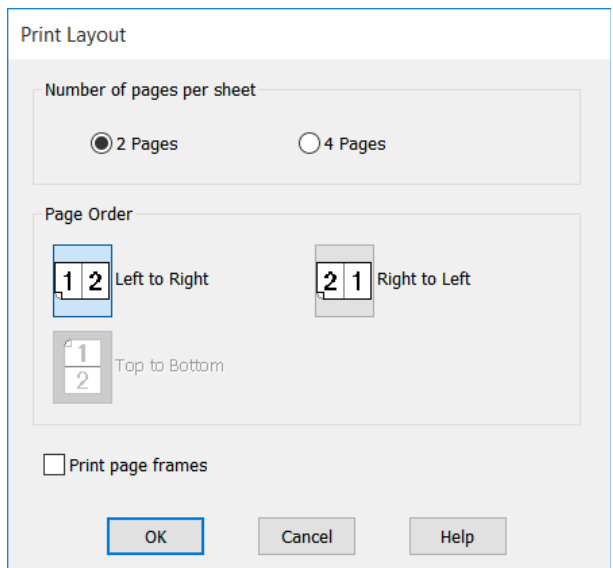 Print Layout
Number of pages per sheet
2 Pages 4 Pages
Page Order
1 2 Left to Right 2 1 Right to Left
1
2
Top to Bottom
Print page frames
OK Cancel Help